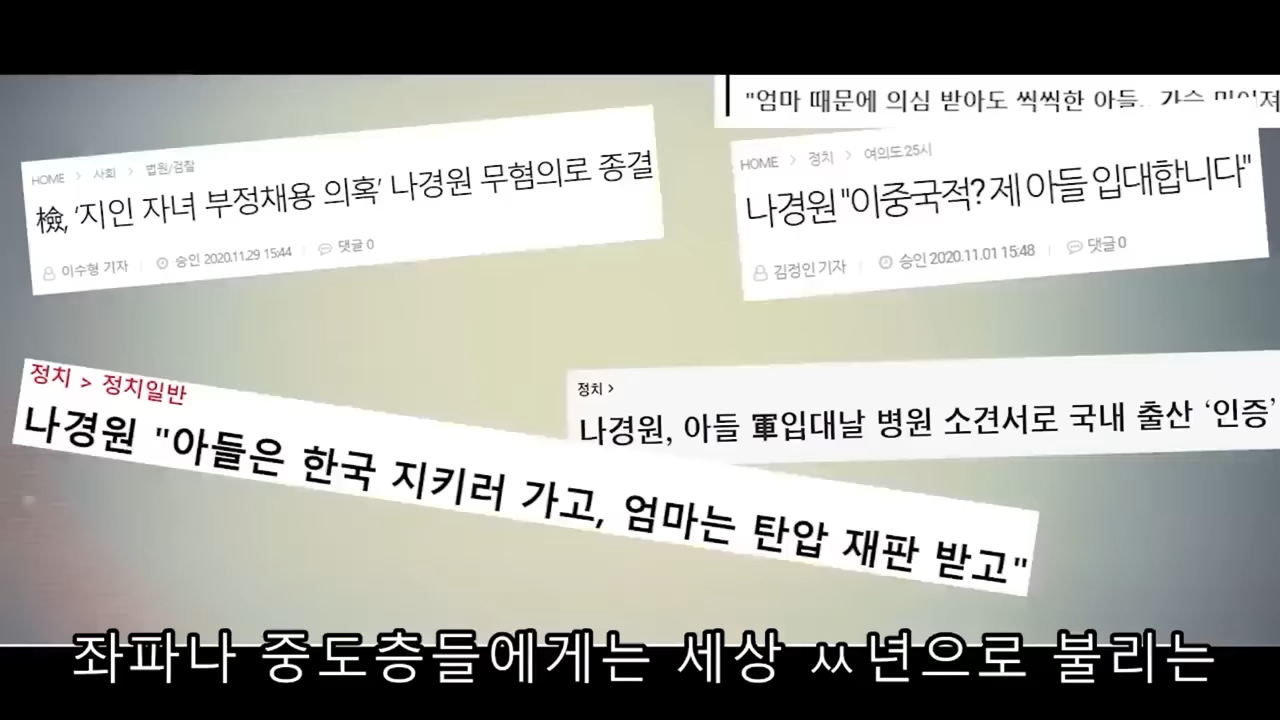 "엄마 때문에 의심 받아도 씩씩한 아들.. 가슴
HOME > 사회 > 법원/검찰
檢, ‘지인 자녀 부정채용 의혹’ 나경원 무혐의로 종결
이수형 기자 | 승인 2020.11.29 15:44 | 댓글 0
HOME > 정치 > 여의도 25시
나경원 "이중국적? 제 아들 입대합니다"
김정인 기자 | 승인 2020.11.01 15:48 | 댓글 0
정치 > 정치일반
나경원 "아들은 한국 지키러 가고, 엄마는 탄압 재판 받고"
정치 >
나경원, 아들 軍입대날 병원 소견서로 국내 출산 ‘인증’
좌파나 중도층들에게는 세상 ㅆ년으로 불리는